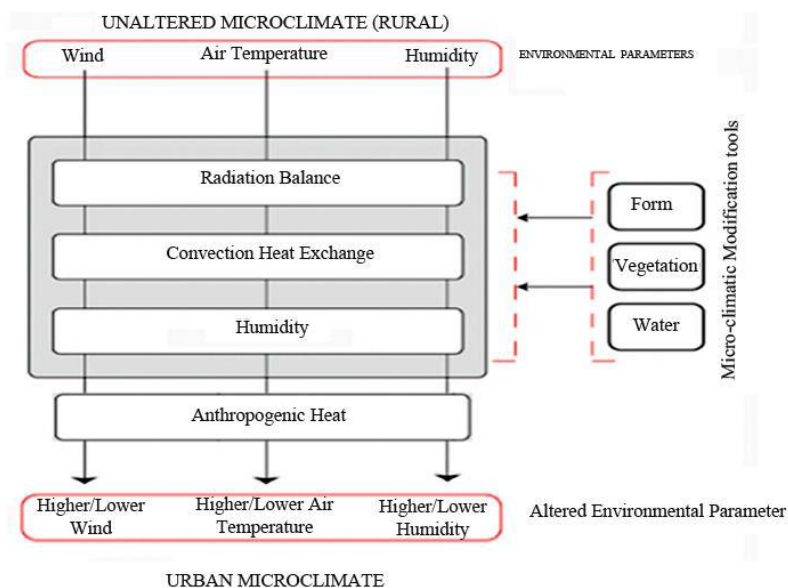 UNALTERED MICROCLIMATE (RURAL)
Wind
Air Temperature
Humidity
ENVIRONMENTAL PARAMETERS
Radiation Balance
Convection Heat Exchange
Humidity
Form
Vegetation
Water
Micro-climatic Modification tools
Anthropogenic Heat
Higher/Lower
Wind
Higher/Lower Air
Temperature
Higher/Lower
Humidity
Altered Environmental Parameter
URBAN MICROCLIMATE